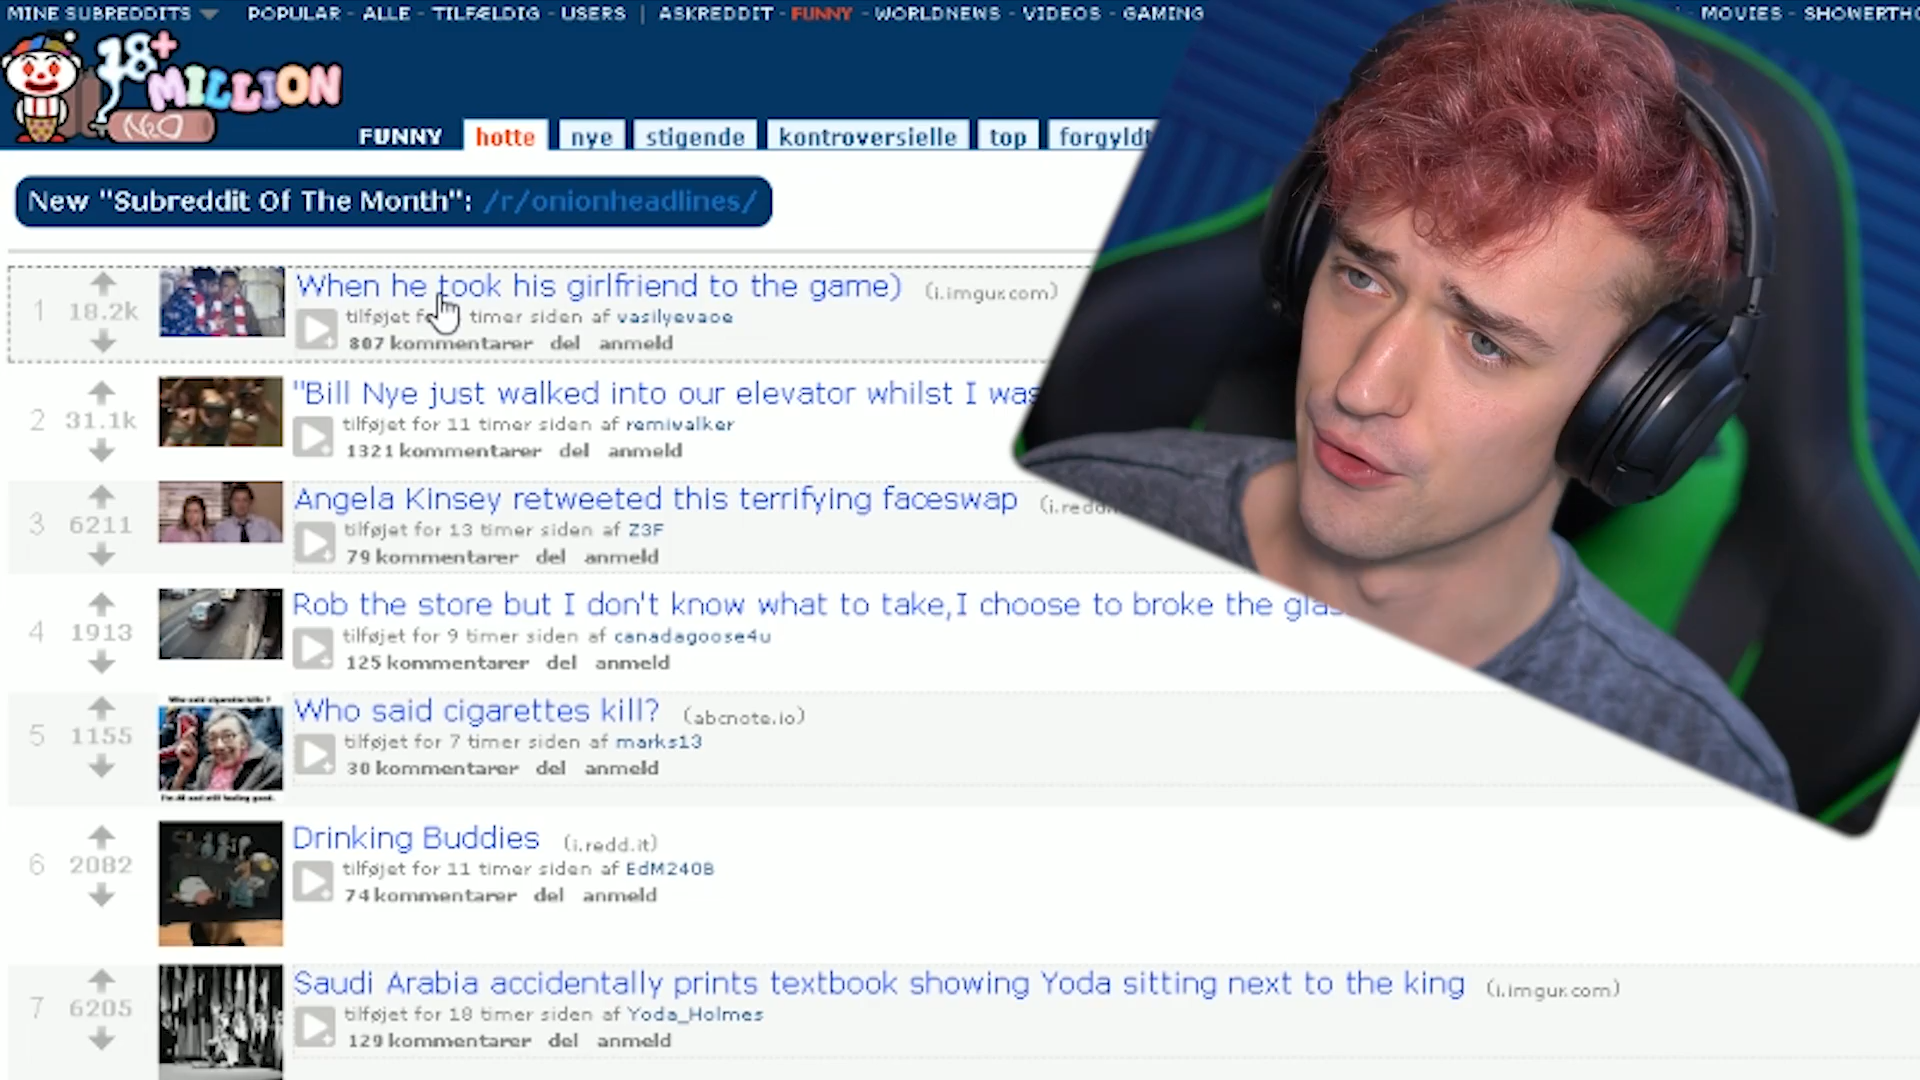 MINE SUBREDDITS POPULAR - ALLE - TILFÆLDIG - USERS | ASKREDDIT - FUNNY - WORLDNEWS - VIDEOS - GAMING - MOVIES -
18+
MILLION
N2O
FUNNY hotte nye stigende kontroversielle top forgyldt
New "Subreddit Of The Month": /r/onionheadlines/
1 18.2k When he took his girlfriend to the game) (i.imgur.com)
tilføjet timer siden af vasilyevaoe
807 kommentarer del anmeld
2 31.1k "Bill Nye just walked into our elevator whilst I was
tilføjet for 11 timer siden af remiwalker
1321 kommentarer del anmeld
3 6211 Angela Kinsey retweeted this terrifying faceswap
tilføjet for 13 timer siden af Z3F
79 kommentarer del anmeld
4 1913 Rob the store but I don't know what to take,I choose to broke the
tilføjet for 9 timer siden af canadagoose4u
125 kommentarer del anmeld
5 1155 Who said cigarettes kill? (abcnote.io)
tilføjet for 7 timer siden af marks13
30 kommentarer del anmeld
6 2082 Drinking Buddies (i.redd.it)
tilføjet for 11 timer siden af EdM240B
74 kommentarer del anmeld
7 6205 Saudi Arabia accidentally prints textbook showing Yoda sitting next to the king (i.imgur.com)
tilføjet for 18 timer siden af Yoda_Holmes
129 kommentarer del anmeld